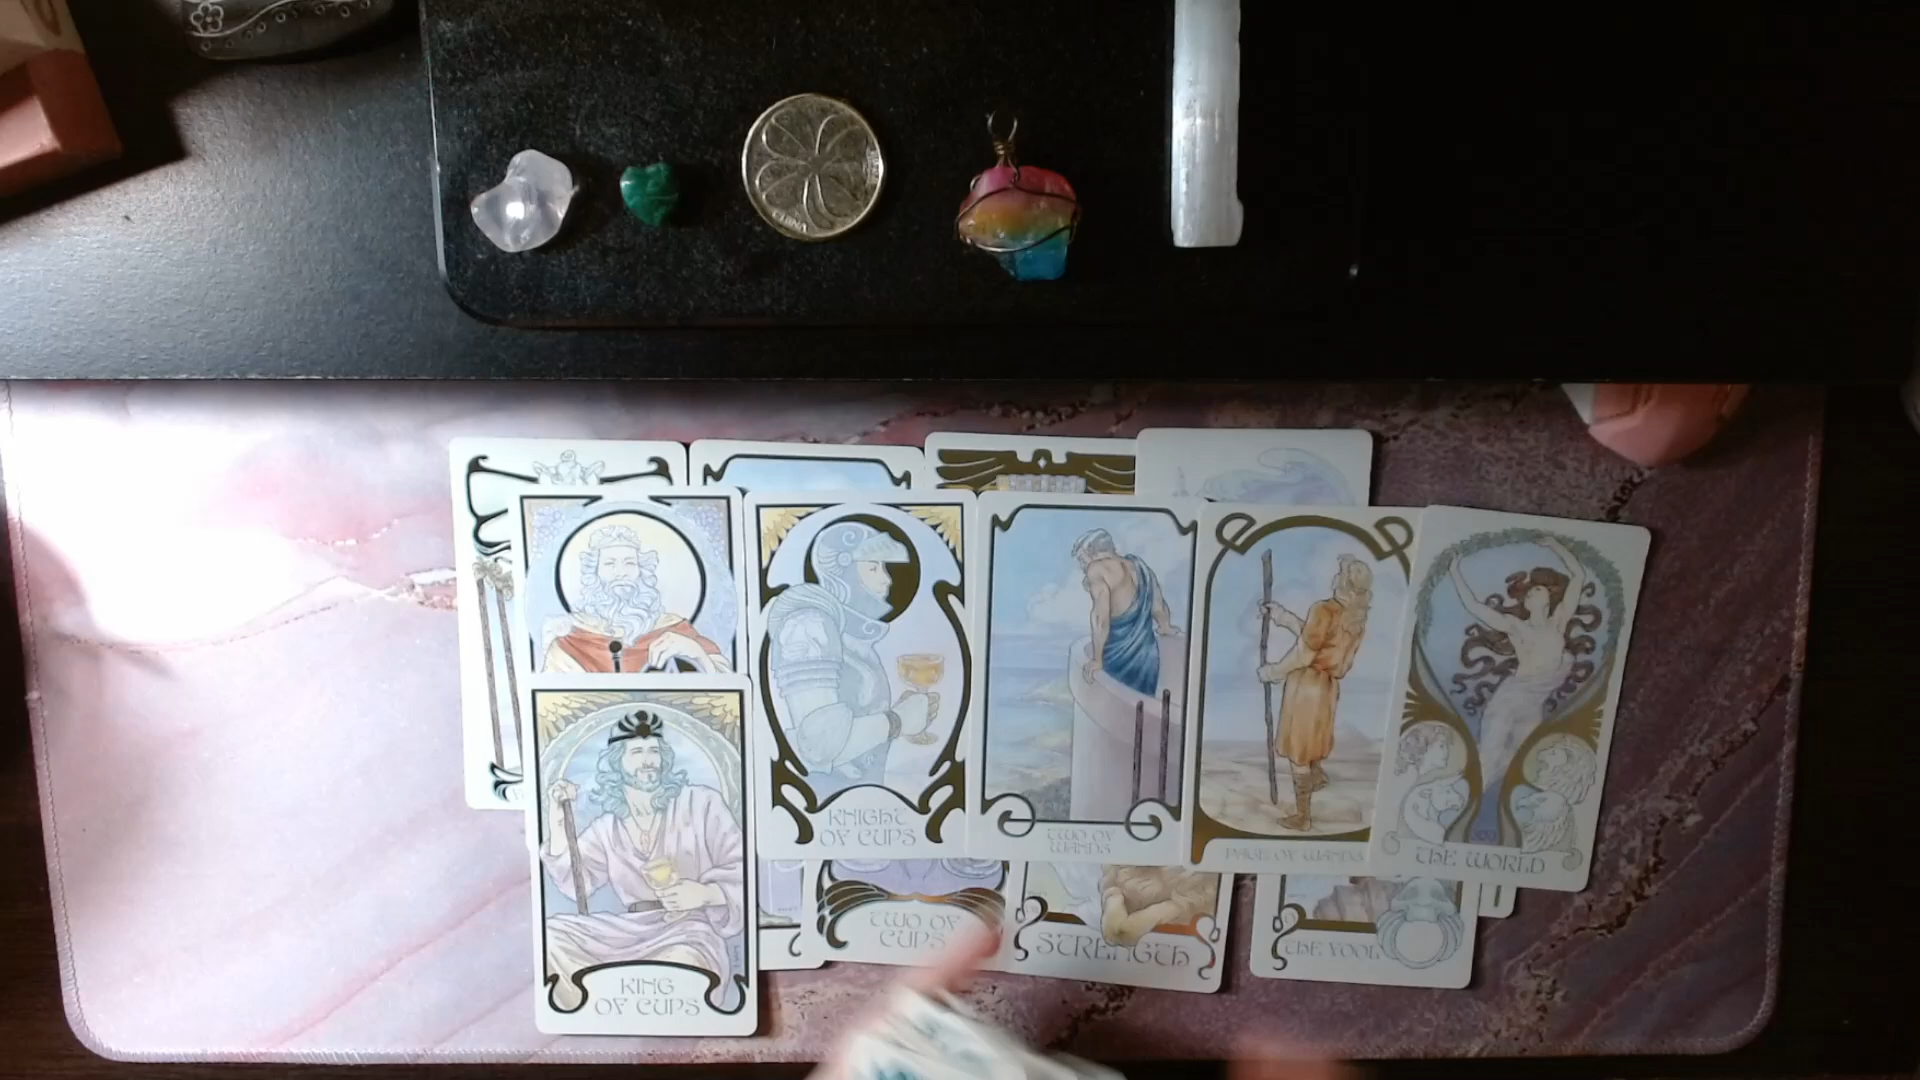 KNIGHT
OF CUPS
TWO OF
WANDS
PAGE OF WANDS
THE WORLD
TWO OF
CUPS
STRENGTH
THE FOOL
KING
OF CUPS